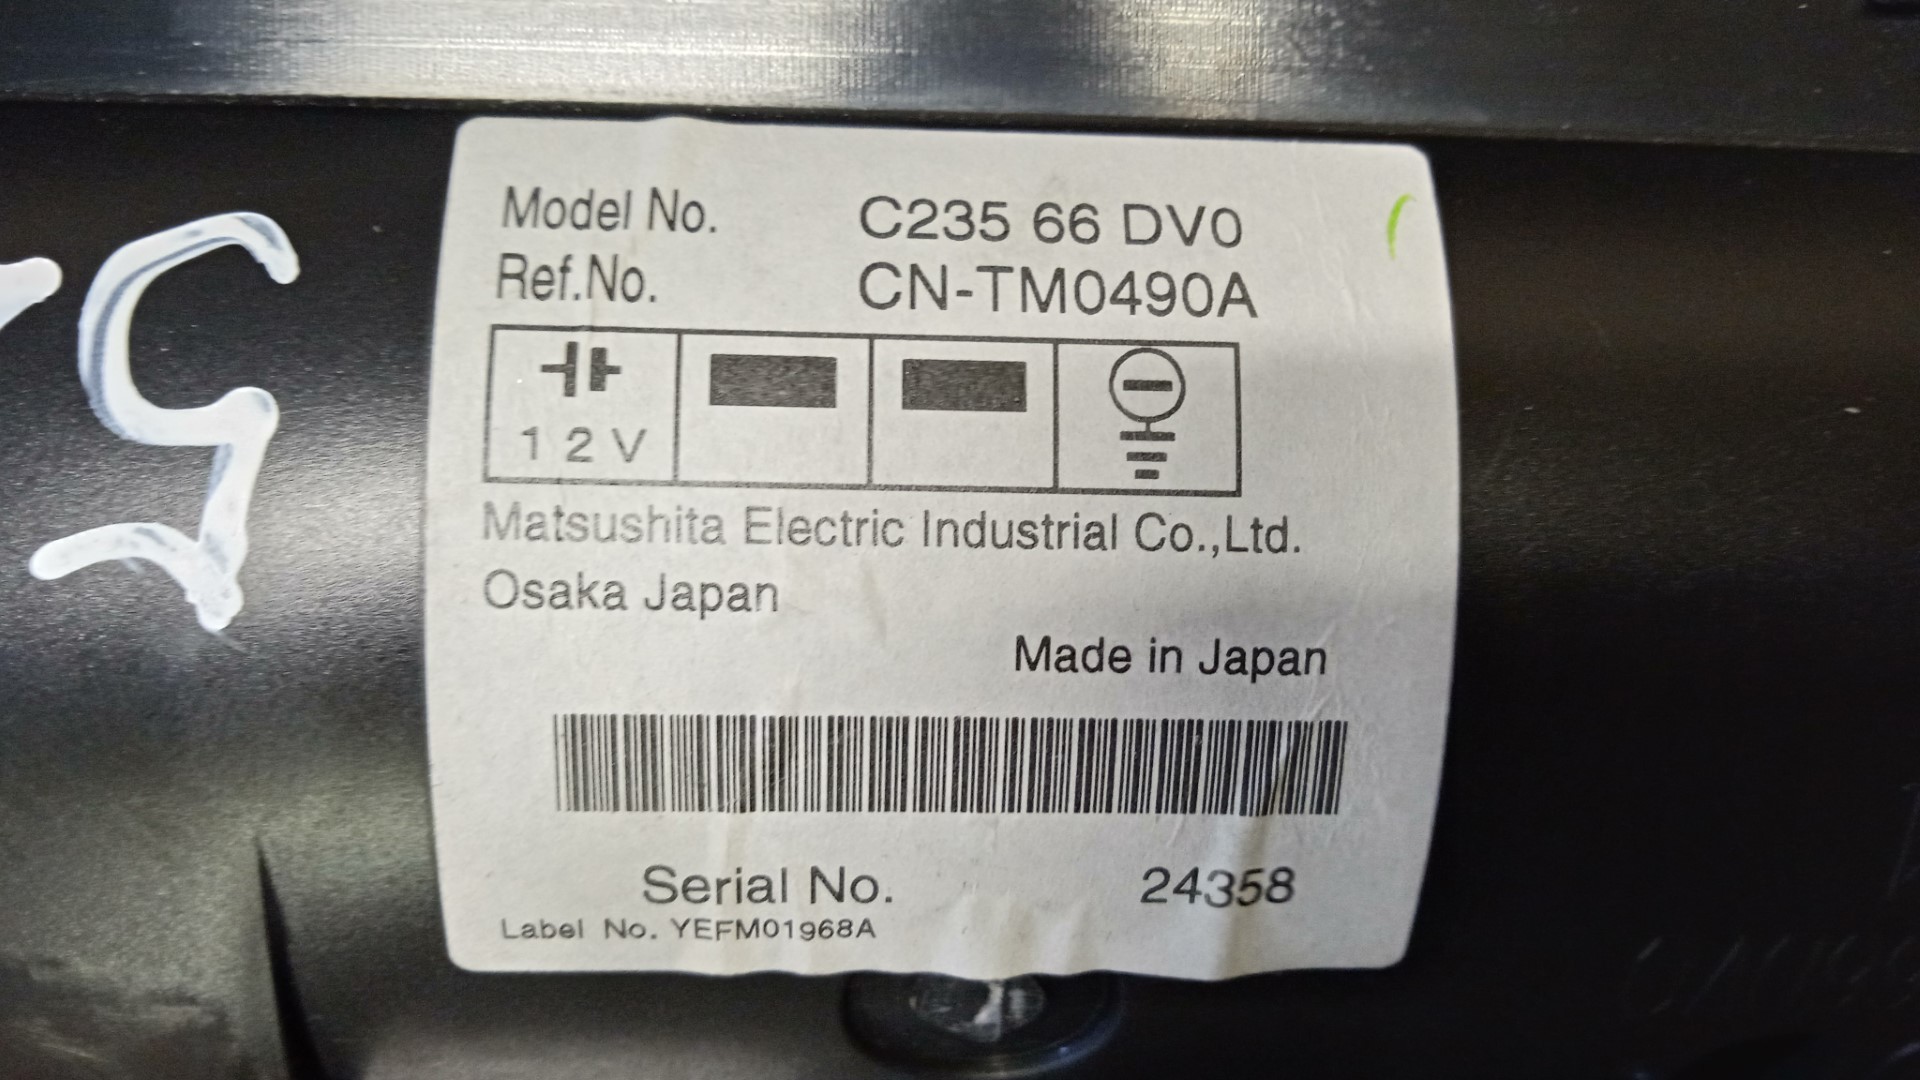 Model No. C235 66 DV0
Ref.No. CN-TM0490A
12V
Matsushita Electric Industrial Co.,Ltd.
Osaka Japan
Made in Japan
Serial No. 24358
Label No. YEFM01968A